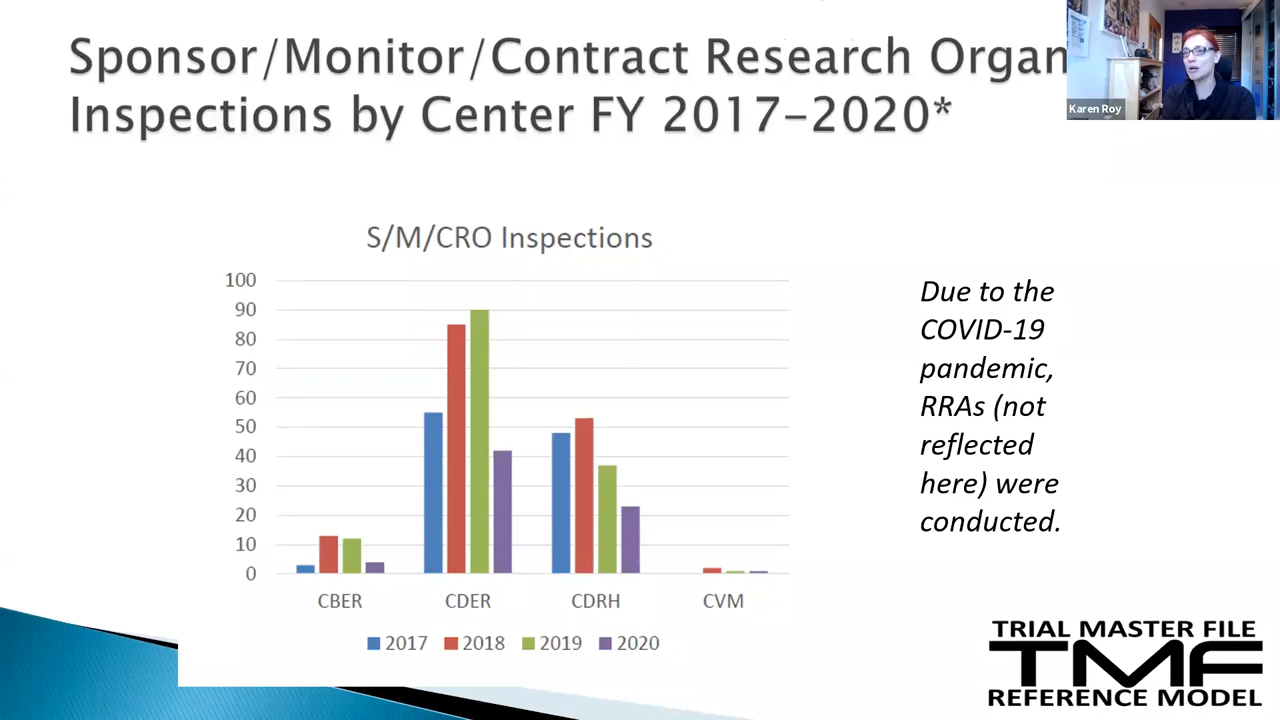 Sponsor/Monitor/Contract Research Organ
Inspections by Center FY 2017-2020*
Karen Roy
S/M/CRO Inspections
100
90
80
70
60
50
40
30
20
10
0
CBER CDER CDRH CVM
2017 2018 2019 2020
Due to the
COVID-19
pandemic,
RRAs (not
reflected
here) were
conducted.
TRIAL MASTER FILE
TMF
REFERENCE MODEL